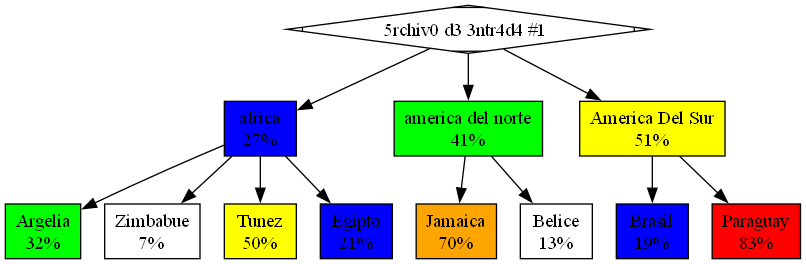 5rchiv0 d3 3ntr4d4 #1
africa
27%
america del norte
41%
America Del Sur
51%
Argelia
32%
Zimbabue
7%
Tunez
50%
Egipto
21%
Jamaica
70%
Belice
13%
Brasil
19%
Paraguay
83%